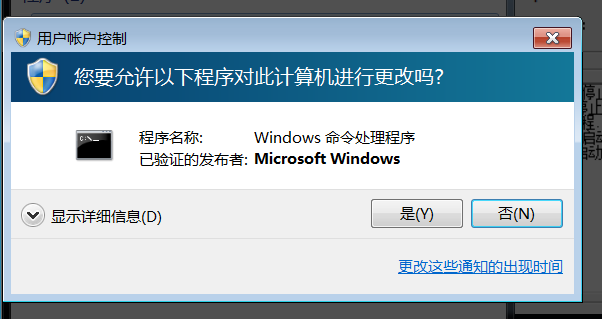 用户帐户控制
您要允许以下程序对此计算机进行更改吗?
程序名称: Windows 命令处理程序
已验证的发布者: Microsoft Windows
显示详细信息(D)
是(Y)
否(N)
更改这些通知的出现时间